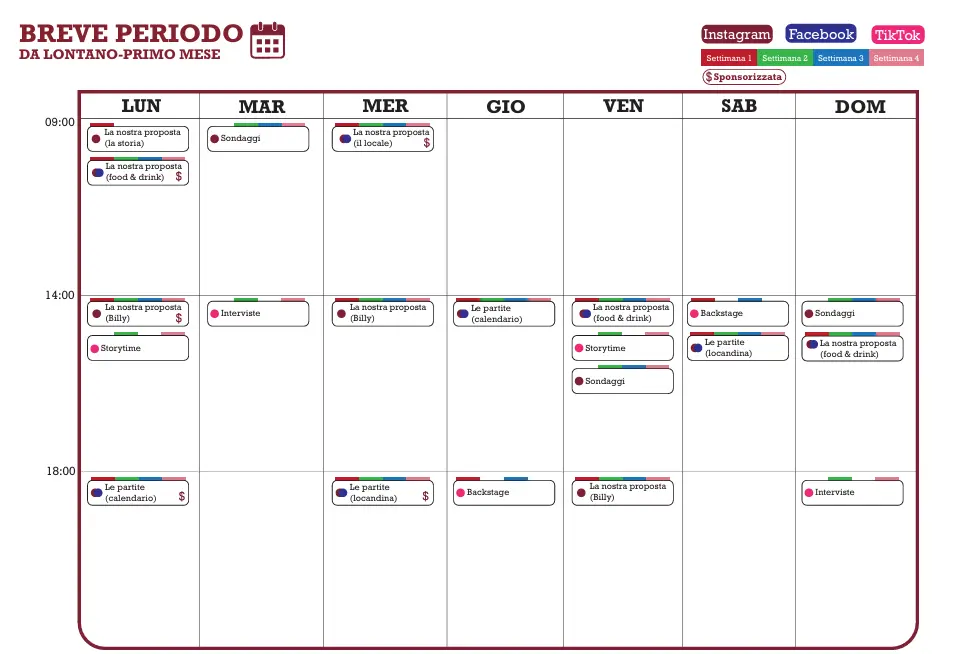 BREVE PERIODO
DA LONTANO-PRIMO MESE
Instagram Facebook TikTok
Settimana 1 Settimana 2 Settimana 3 Settimana 4
$ Sponsorizzata
LUN MAR MER GIO VEN SAB DOM
09:00
La nostra proposta
(la storia)
Sondaggi
La nostra proposta
(il locale) $
La nostra proposta
(food & drink) $
14:00
La nostra proposta
(Billy) $
Interviste
La nostra proposta
(Billy)
Le partite
(calendario)
La nostra proposta
(food & drink)
Backstage
Sondaggi
Storytime
Storytime
Le partite
(locandina)
La nostra proposta
(food & drink)
Sondaggi
18:00
Le partite
(calendario) $
Le partite
(locandina) $
Backstage
La nostra proposta
(Billy)
Interviste